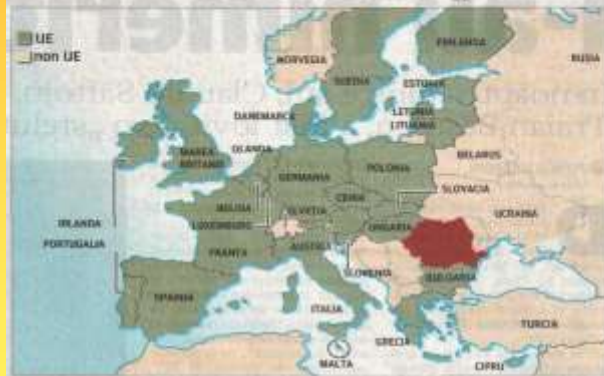 UE
non UE
NORVEGIA
FINLANDA
RUSIA
SUEDIA
ESTONIA
LETONIA
LITUANIA
DANEMARCA
OLANDA
MAREA
BRITANIE
BELARUS
GERMANIA
POLONIA
SLOVACIA
CEHIA
BELGIA
LUXEMBURG
ELVETIA
UCRAINA
IRLANDA
PORTUGALIA
UNGARIA
AUSTRIA
FRANTA
SLOVENIA
BULGARIA
SPANIA
ITALIA
TURCIA
GRECIA
MALTA
CIPRU